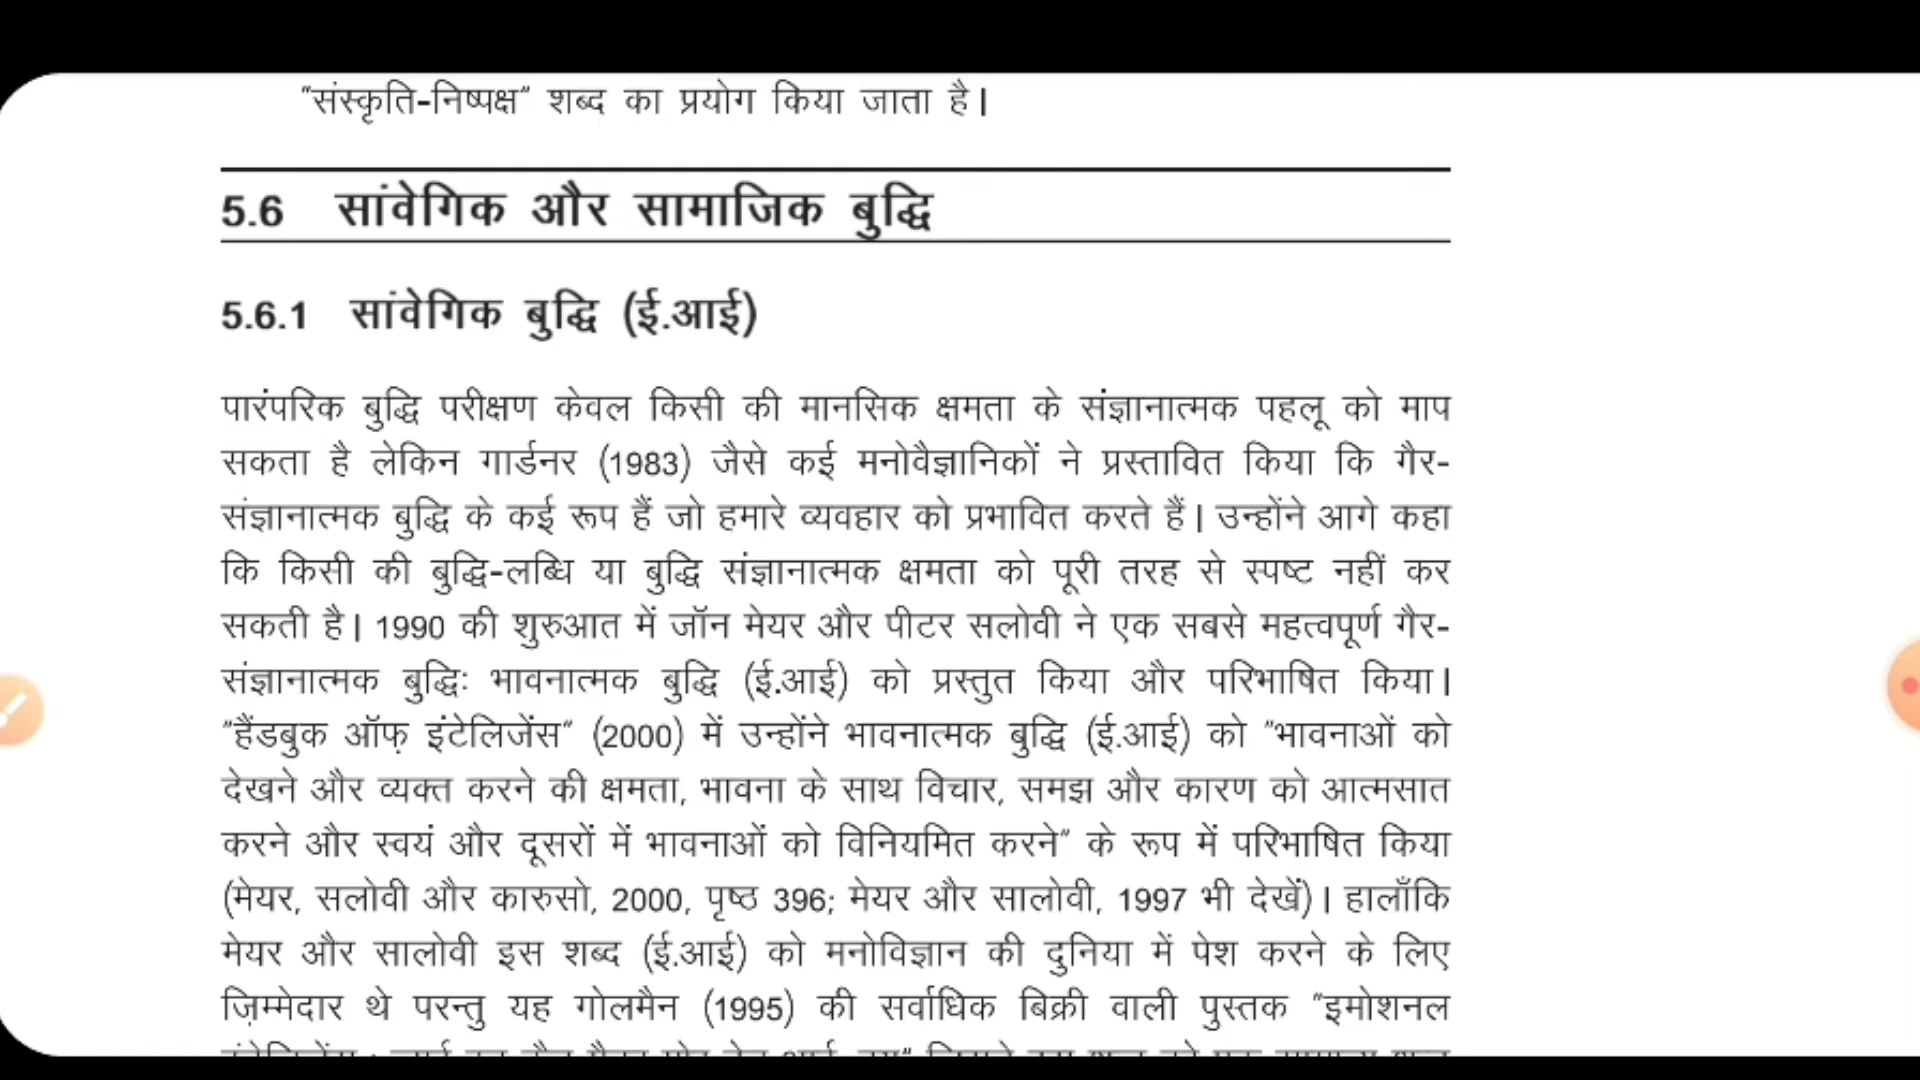 "संस्कृति-निष्पक्ष" शब्द का प्रयोग किया जाता है।
5.6 सांवेगिक और सामाजिक बुद्धि
5.6.1 सांवेगिक बुद्धि (ई.आई)
पारंपरिक बुद्धि परीक्षण केवल किसी की मानसिक क्षमता के संज्ञानात्मक पहलू को माप
सकता है लेकिन गार्डनर (1983) जैसे कई मनोवैज्ञानिकों ने प्रस्तावित किया कि गैर-
संज्ञानात्मक बुद्धि के कई रूप हैं जो हमारे व्यवहार को प्रभावित करते हैं। उन्होंने आगे कहा
कि किसी की बुद्धि-लब्धि या बुद्धि संज्ञानात्मक क्षमता को पूरी तरह से स्पष्ट नहीं कर
सकती है। 1990 की शुरुआत में जॉन मेयर और पीटर सलोवी ने एक सबसे महत्वपूर्ण गैर-
संज्ञानात्मक बुद्धिः भावनात्मक बुद्धि (ई.आई) को प्रस्तुत किया और परिभाषित किया।
"हैंडबुक ऑफ़ इंटेलिजेंस" (2000) में उन्होंने भावनात्मक बुद्धि (ई.आई) को "भावनाओं को
देखने और व्यक्त करने की क्षमता, भावना के साथ विचार, समझ और कारण को आत्मसात
करने और स्वयं और दूसरों में भावनाओं को विनियमित करने" के रूप में परिभाषित किया
(मेयर, सलोवी और कारुसो, 2000, पृष्ठ 396; मेयर और सालोवी, 1997 भी देखें)। हालाँकि
मेयर और सालोवी इस शब्द (ई.आई) को मनोविज्ञान की दुनिया में पेश करने के लिए
ज़िम्मेदार थे परन्तु यह गोलमैन (1995) की सर्वाधिक बिक्री वाली पुस्तक "इमोशनल